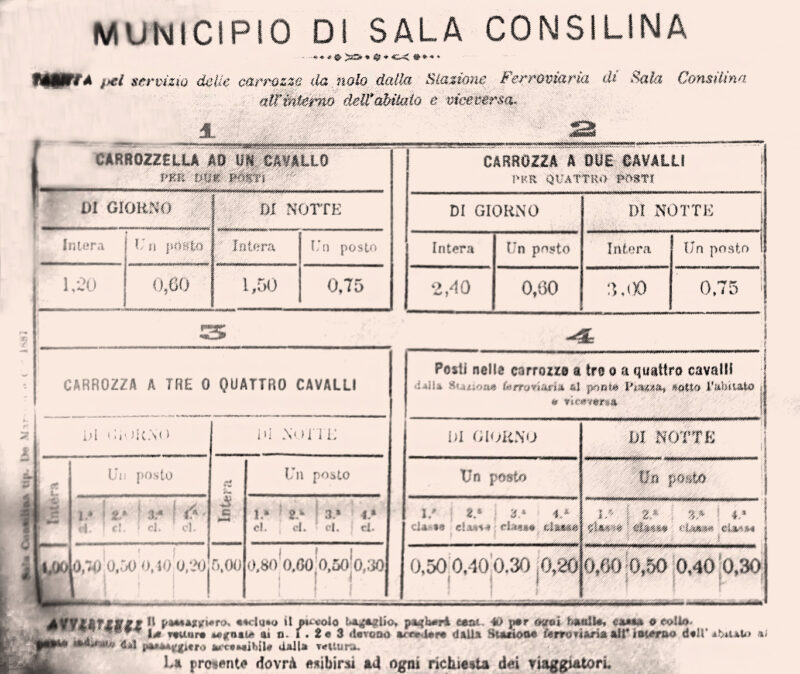 MUNICIPIO DI SALA CONSILINA
TARIFFA pel servizio delle carrozze da nolo dalla Stazione Ferroviaria di Sala Consilina
all'interno dell'abitato e viceversa.
1
CARROZZELLA AD UN CAVALLO
PER DUE POSTI
DI GIORNO DI NOTTE
Intera Un posto Intera Un posto
1,20 0,60 1,50 0,75
2
CARROZZA A DUE CAVALLI
PER QUATTRO POSTI
DI GIORNO DI NOTTE
Intera Un posto Intera Un posto
2,40 0,60 3,00 0,75
3
CARROZZA A TRE O QUATTRO CAVALLI
DI GIORNO DI NOTTE
Intera Un posto Intera Un posto
1.ª cl. 2.ª cl. 3.ª cl. 4.ª cl. 1.ª cl. 2.ª cl. 3.ª cl. 4.ª cl.
4,00 0,70 0,50 0,40 0,20 5,00 0,80 0,60 0,50 0,30
4
Posti nelle carrozze a tre o a quattro cavalli
dalla Stazione ferroviaria al ponte Piazza, sotto l'abitato
e viceversa
DI GIORNO DI NOTTE
Un posto Un posto
1.ª classe 2.ª classe 3.ª classe 4.ª classe 1.ª classe 2.ª classe 3.ª classe 4.ª classe
0,50 0,40 0,30 0,20 0,60 0,50 0,40 0,30
AVVERTENZE Il passaggiero, escluso il piccolo bagaglio, pagherà cent. 40 per ogni baulle, cassa o collo.
Le vetture segnate ai n. 1. 2 e 3 devono accedere dalla Stazione ferroviaria all'interno dell'abitato al
punto indicato dal passaggiero accessibile dalla vettura.
La presente dovrà esibirsi ad ogni richiesta dei viaggiatori.
Sala Consilina tip. De 1887